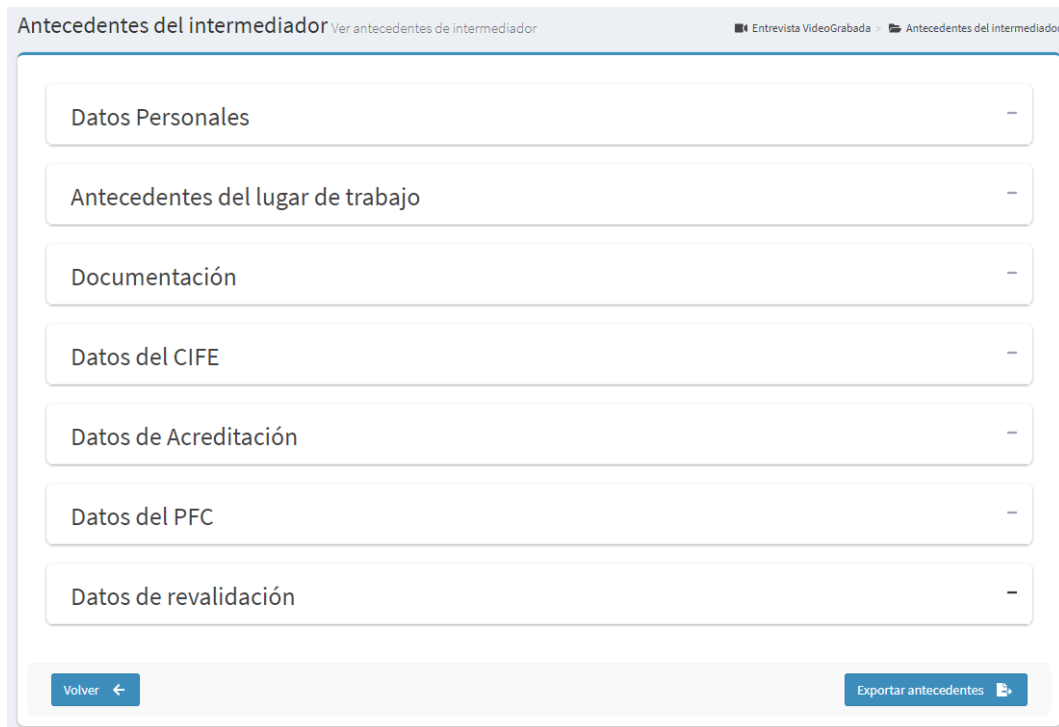 Antecedentes del intermediador Ver antecedentes de intermediador
Entrevista VideoGrabada > Antecedentes del intermediador
Datos Personales
Antecedentes del lugar de trabajo
Documentación
Datos del CIFE
Datos de Acreditación
Datos del PFC
Datos de revalidación
Volver
Exportar antecedentes